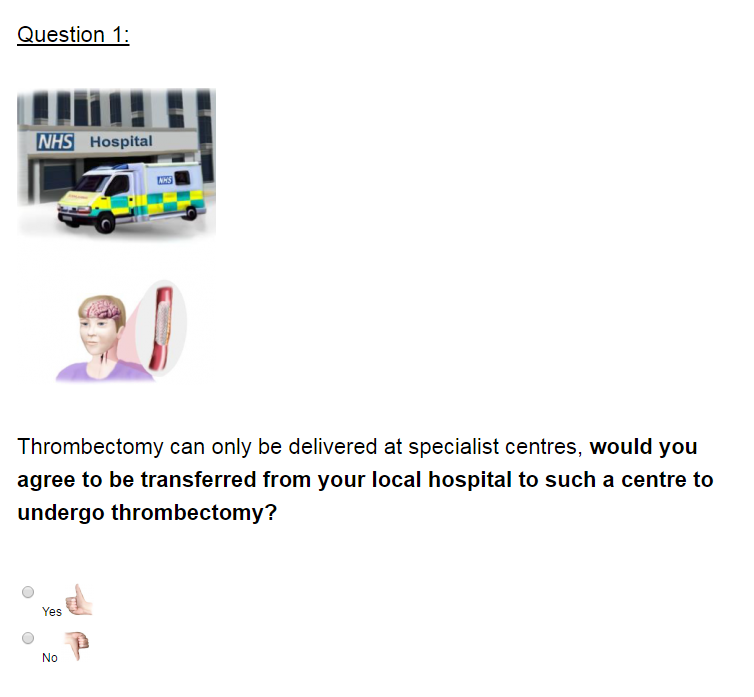 Question 1:
NHS Hospital
NHS
Thrombectomy can only be delivered at specialist centres, would you
agree to be transferred from your local hospital to such a centre to
undergo thrombectomy?
Yes
No